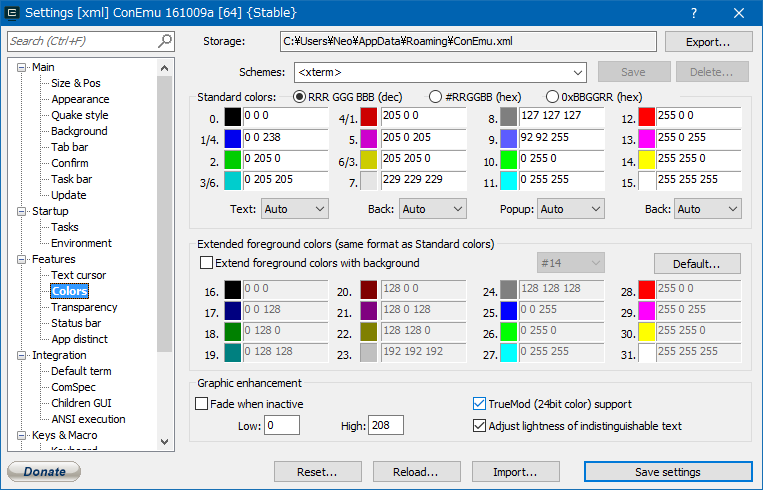 Settings [xml] ConEmu 161009a [64] {Stable}
Search (Ctrl+F)
Storage: C:¥Users¥Neo¥AppData¥Roaming¥ConEmu.xml Export...
Schemes: <xterm> Save Delete...
Main
Size & Pos
Appearance
Quake style
Background
Tab bar
Confirm
Task bar
Update
Startup
Tasks
Environment
Features
Text cursor
Colors
Transparency
Status bar
App distinct
Integration
Default term
ComSpec
Children GUI
ANSI execution
Keys & Macro
Keyboard
Standard colors: RRR GGG BBB (dec) #RRGGBB (hex) 0xBBGGRR (hex)
0. 0 0 0 4/1. 205 0 0 8. 127 127 127 12. 255 0 0
1/4. 0 0 238 5. 205 0 205 9. 92 92 255 13. 255 0 255
2. 0 205 0 6/3. 205 205 0 10. 0 255 0 14. 255 255 0
3/6. 0 205 205 7. 229 229 229 11. 0 255 255 15. 255 255 255
Text: Auto Back: Auto Popup: Auto Back: Auto
Extended foreground colors (same format as Standard colors)
Extend foreground colors with background #14 Default...
16. 0 0 0 20. 128 0 0 24. 128 128 128 28. 255 0 0
17. 0 0 128 21. 128 0 128 25. 0 0 255 29. 255 0 255
18. 0 128 0 22. 128 128 0 26. 0 255 0 30. 255 255 0
19. 0 128 128 23. 192 192 192 27. 0 255 255 31. 255 255 255
Graphic enhancement
Fade when inactive TrueMod (24bit color) support
Low: 0 High: 208 Adjust lightness of indistinguishable text
Donate Reset... Reload... Import... Save settings